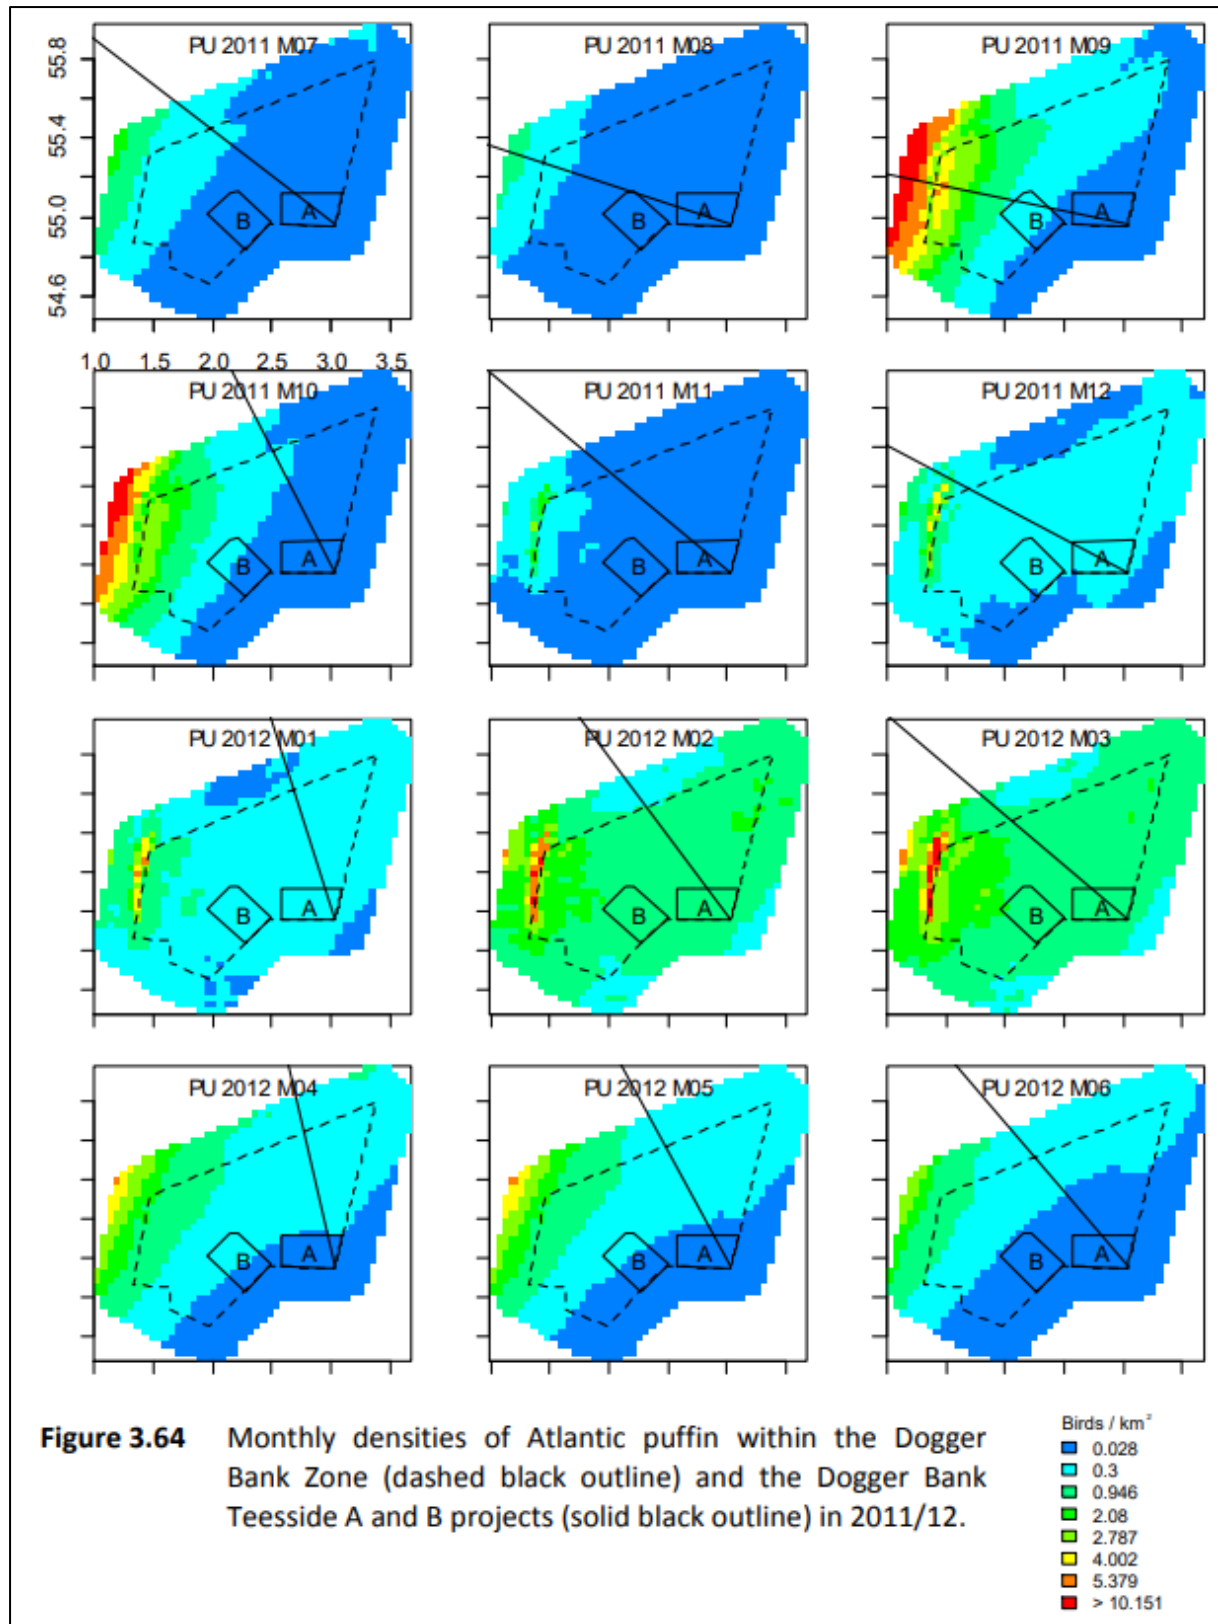 PU 2011 M07 PU 2011 M08 PU 2011 M09
55.8
55.4
55.0
54.6
B A B A B A
1.0 1.5 2.0 2.5 3.0 3.5
PU 2011 M10 PU 2011 M11 PU 2011 M12
B A B A B A
PU 2012 M01 PU 2012 M02 PU 2012 M03
B A B A B A
PU 2012 M04 PU 2012 M05 PU 2012 M06
B A B A B A
Figure 3.64 Monthly densities of Atlantic puffin within the Dogger
Bank Zone (dashed black outline) and the Dogger Bank
Teesside A and B projects (solid black outline) in 2011/12.
Birds / km²
0.028
0.3
0.946
2.08
2.787
4.002
5.379
> 10.151